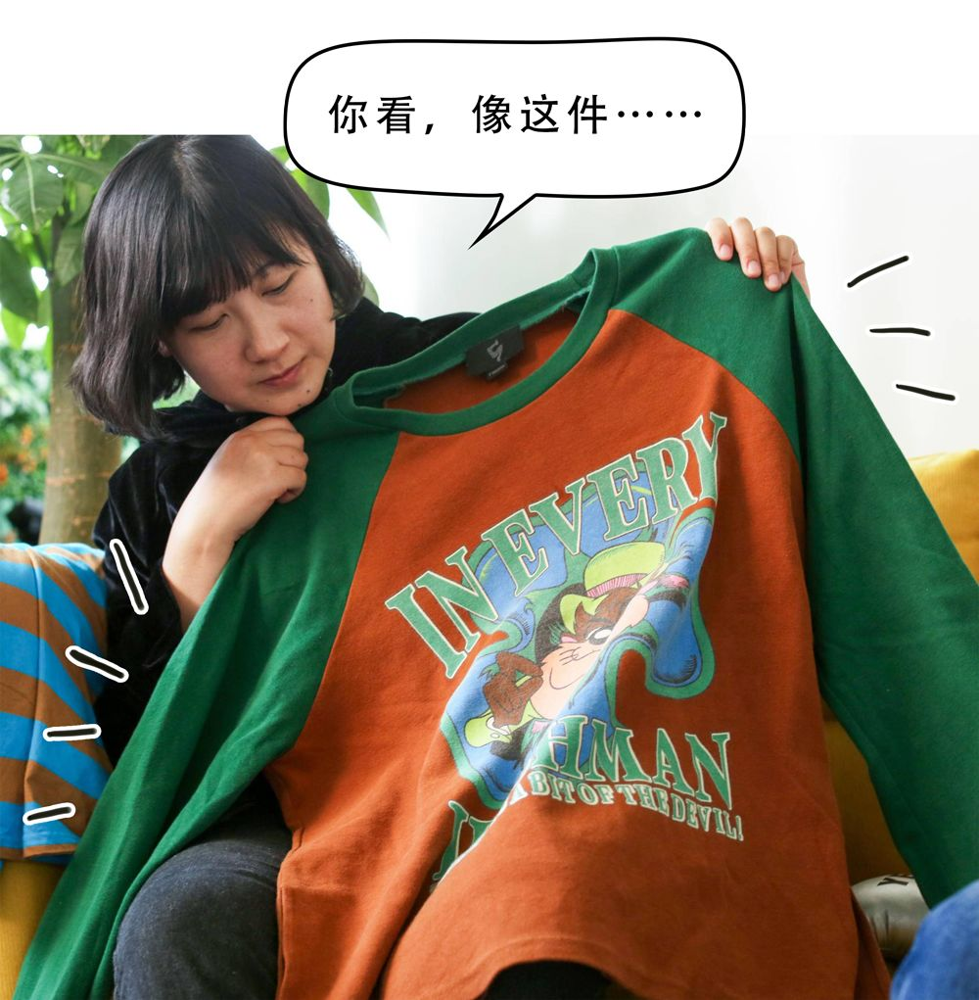 你看，像这件……
IN EVERY
HMAN
A BIT OF THE DEVIL!